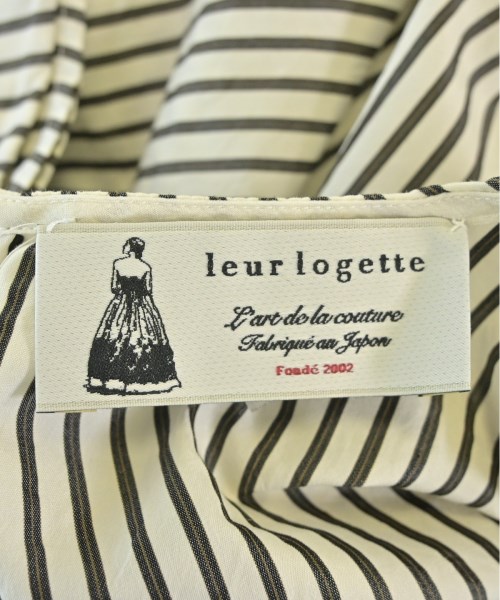 leur logette
L'art de la couture
Fabriqué au Japon
Fondé 2002